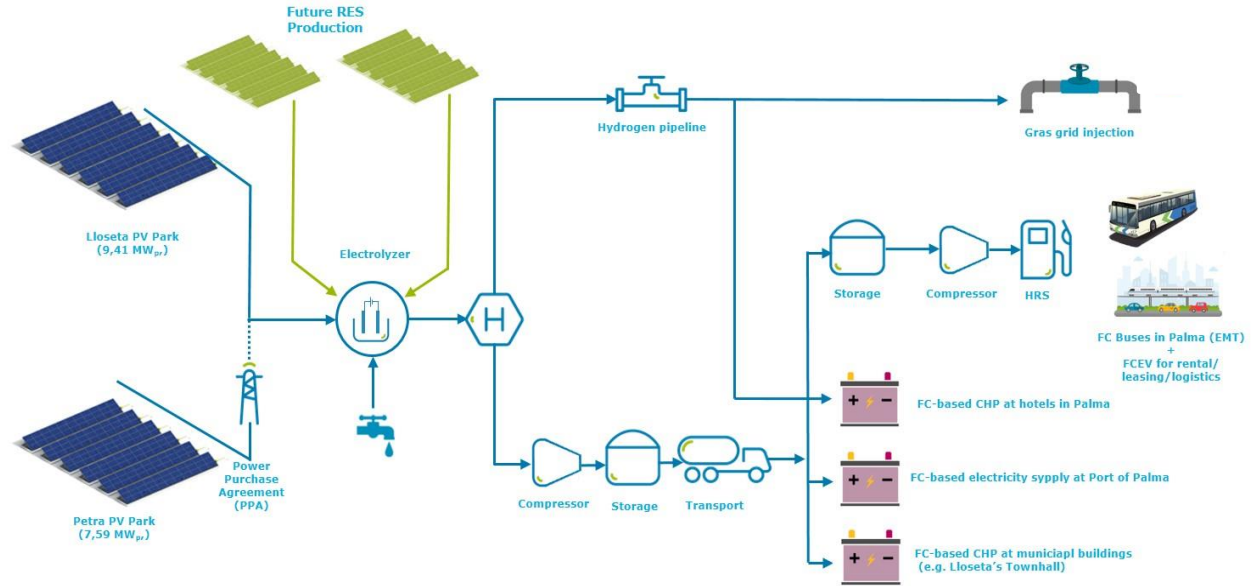 Future RES
Production
Hydrogen pipeline
Gras grid injection
Lloseta PV Park
(9,41 MWp,)
Electrolyzer
H
Storage
Compressor
HRS
FC Buses in Palma (EMT)
+
FCEV for rental/
leasing/logistics
FC-based CHP at hotels in Palma
Power
Purchase
Agreement
(PPA)
Compressor
Storage
Transport
FC-based electricity sypply at Port of Palma
Petra PV Park
(7,59 MWp,)
FC-based CHP at municiapl buildings
(e.g. Lloseta’s Townhall)